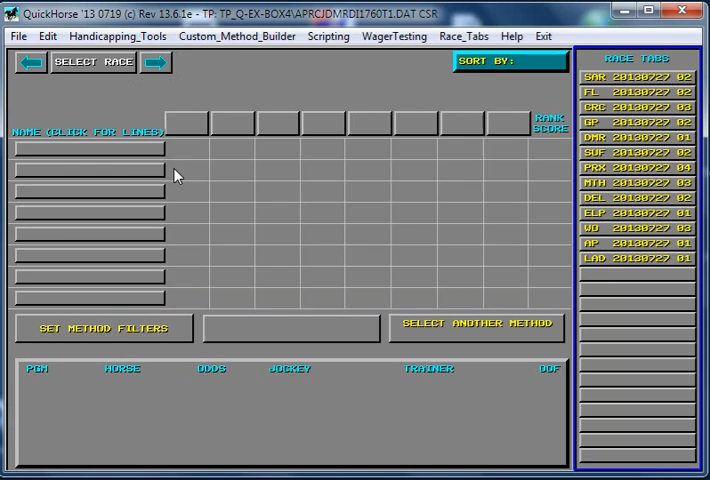 QuickHorse '13 0719 (c) Rev 13.6.1e - TP: TP_Q-EX-BOX4\APRCJDMRDI1760T1.DAT CSR
File Edit Handicapping_Tools Custom_Method_Builder Scripting WagerTesting Race_Tabs Help Exit
SELECT RACE
SORT BY:
NAME (CLICK FOR LINES)
RANK
SCORE
SET METHOD FILTERS
SELECT ANOTHER METHOD
PGM HORSE ODDS JOCKEY TRAINER DOF
RACE TABS
SAR 20130727 02
FL 20130727 02
CRC 20130727 03
GP 20130727 02
DMR 20130727 01
SUF 20130727 02
PRX 20130727 04
MTH 20130727 03
DEL 20130727 02
ELP 20130727 01
WO 20130727 03
AP 20130727 01
LAD 20130727 01